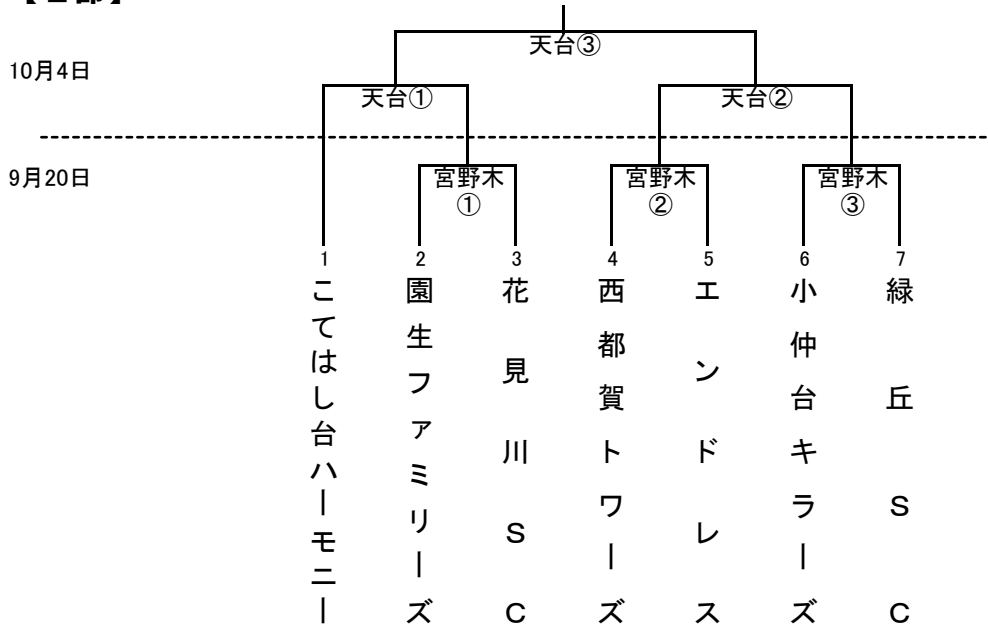 天台③
10月4日
天台① 天台②
9月20日
宮野木① 宮野木② 宮野木③
1 2 3 4 5 6 7
こてはし台ハーモニー
園生ファミリーズ
花見川SC
西都賀トワーズ
エンドレス
小仲台キラーズ
緑丘SC